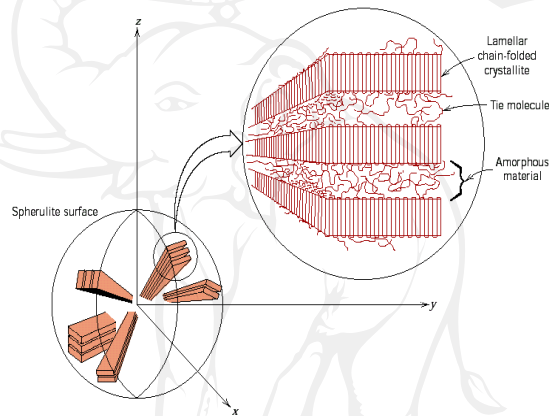 z
Lamellar
chain-folded
crystallite
Tie molecule
Amorphous
material
Spherulite surface
y
x